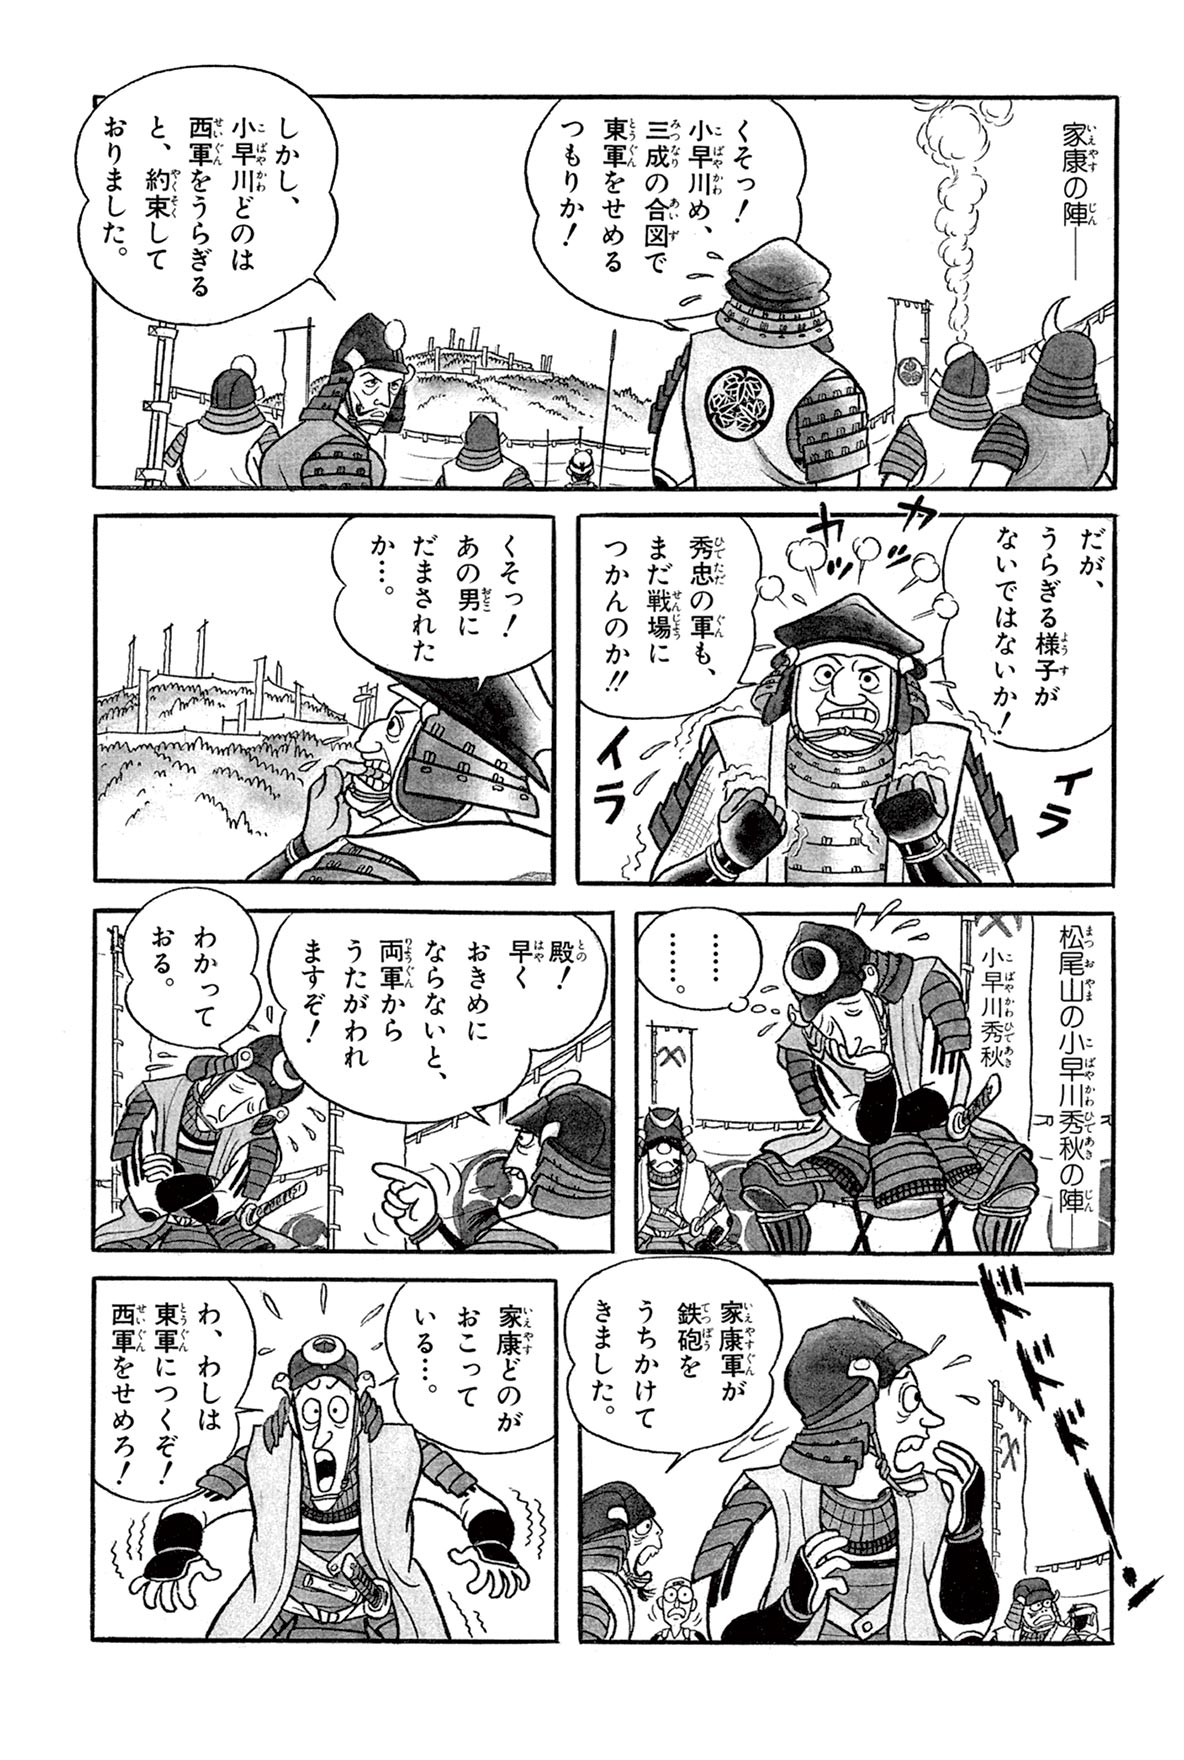 家康の陣――
くそっ！
小早川め、
三成の合図で
東軍をせめる
つもりか！
しかし、
小早川どのは
西軍をうらぎる
と、約束して
おりました。
だが、
うらぎる様子が
ないではないか！
秀忠の軍も、
まだ戦場に
つかんのか!!
カッ
カッ
イライラ
くそっ！
あの男に
だまされた
か…。
松尾山の小早川秀秋の陣――
小早川秀秋
……
……。
殿！
早く
おきめに
ならないと、
両軍から
うたがわれ
ますぞ！
わかって
おる。
ドドドドーン
家康軍が
鉄砲を
うちかけて
きました。
家康どのが
おこって
いる…。
わ、わしは
東軍につくぞ！
西軍をせめろ！